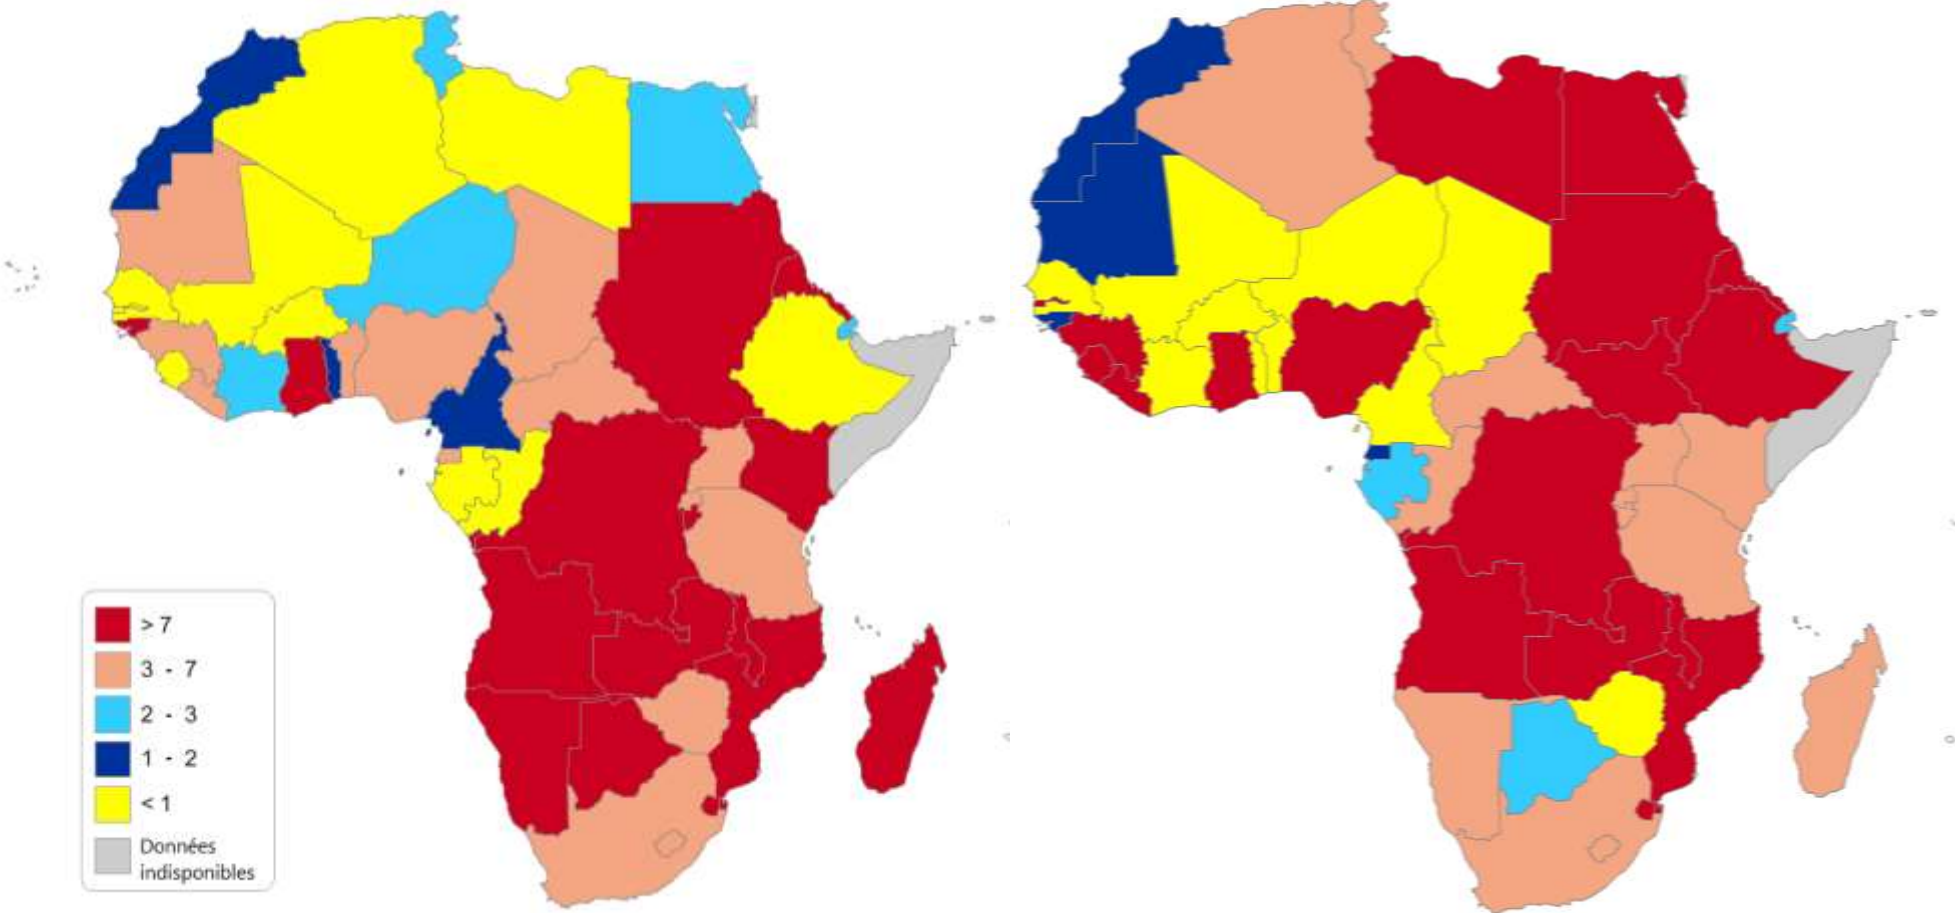 > 7
3 - 7
2 - 3
1 - 2
< 1
Données
indisponibles